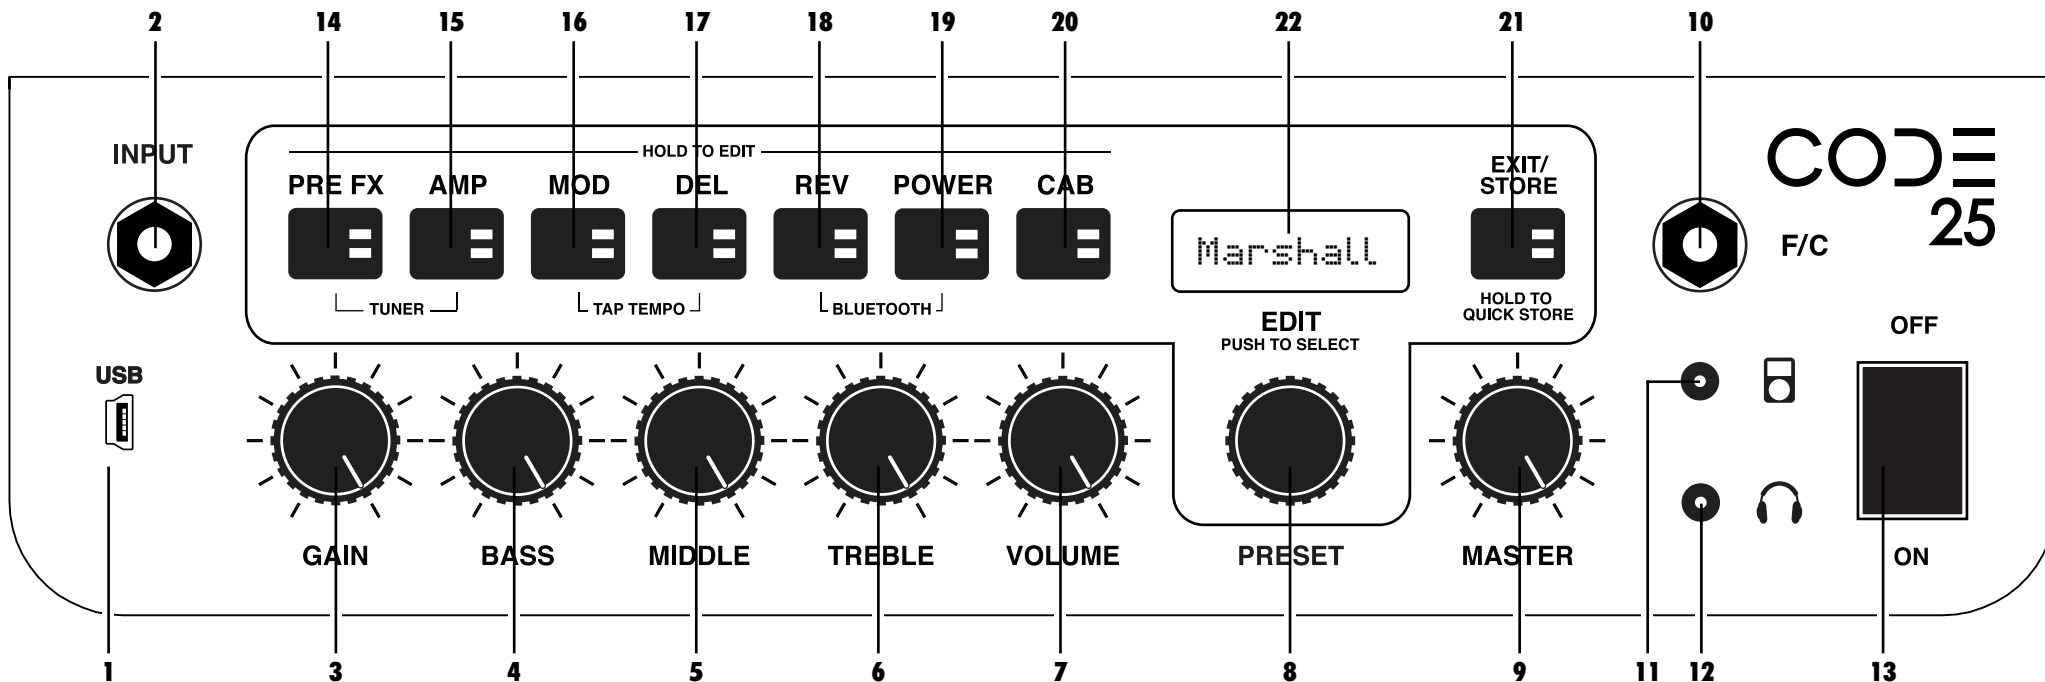 2 14 15 16 17 18 19 20 22 21 10
INPUT
HOLD TO EDIT
PRE FX AMP MOD DEL REV POWER CAB
EXIT/
STORE
CODE
25
Marshall
F/C
TUNER TAP TEMPO BLUETOOTH
HOLD TO
QUICK STORE
EDIT
PUSH TO SELECT
OFF
USB
GAIN BASS MIDDLE TREBLE VOLUME PRESET MASTER
ON
1 3 4 5 6 7 8 9 11 12 13